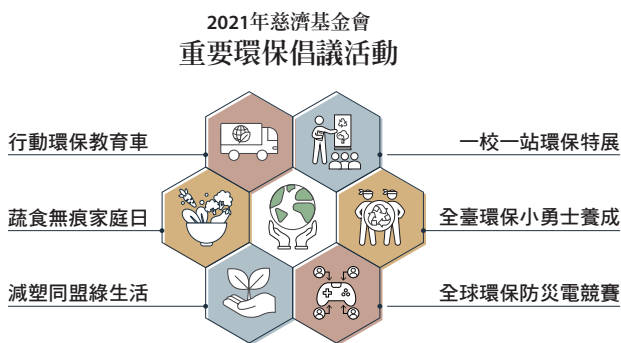 2021年慈濟基金會
重要環保倡議活動
行動環保教育車
一校一站環保特展
蔬食無痕家庭日
全臺環保小勇士養成
減塑同盟綠生活
全球環保防災電競賽